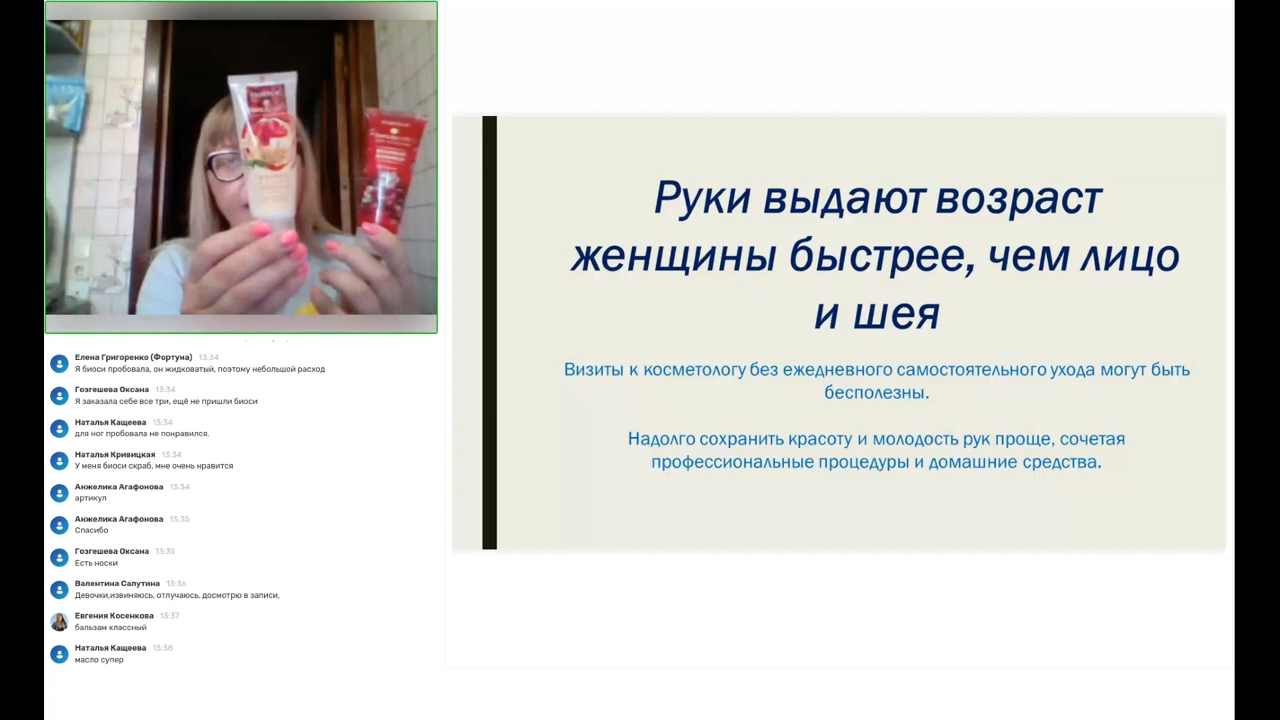 Елена Григоренко (Фортуна) 13:34
Я биоси пробовала, он жидковатый, поэтому небольшой расход
Гозгешева Оксана 13:34
Я заказала себе все три, ещё не пришли биоси
Наталья Кащеева 13:34
для ног пробовала не понравился.
Наталья Кривицкая 13:34
У меня биоси скраб, мне очень нравится
Анжелика Агафонова 13:34
артикул
Анжелика Агафонова 13:35
Спасибо
Гозгешева Оксана 13:35
Есть носки
Валентина Салутина 13:36
Девочки,извиняюсь, отлучаюсь, досмотрю в записи,
Евгения Косенкова 13:37
бальзам классный
Наталья Кащеева 13:38
масло супер
Руки выдают возраст
женщины быстрее, чем лицо
и шея
Визиты к косметологу без ежедневного самостоятельного ухода могут быть
бесполезны.
Надолго сохранить красоту и молодость рук проще, сочетая
профессиональные процедуры и домашние средства.